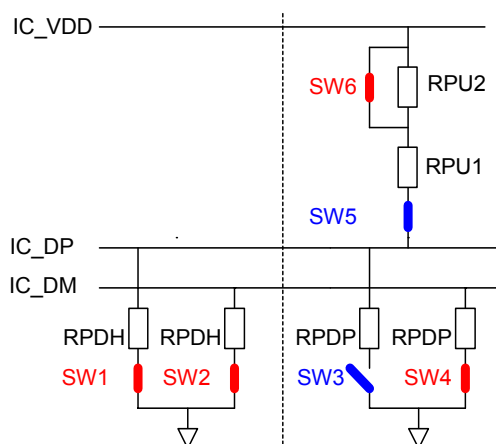 IC_VDD
SW6
RPU2
RPU1
SW5
IC_DP
IC_DM
RPDH
RPDH
RPDP
RPDP
SW1
SW2
SW3
SW4